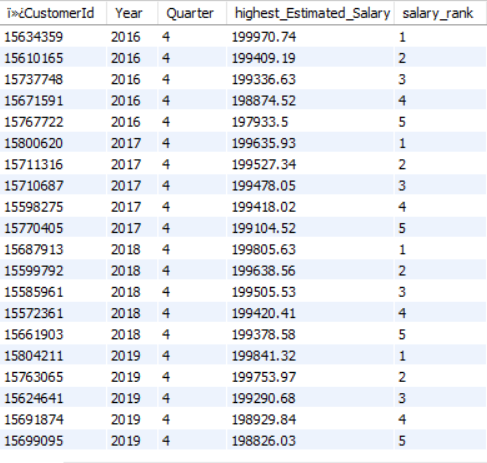 ï»¿CustomerId Year Quarter highest_Estimated_Salary salary_rank
15634359 2016 4 199970.74 1
15610165 2016 4 199409.19 2
15737748 2016 4 199336.63 3
15671591 2016 4 198874.52 4
15767722 2016 4 197933.5 5
15800620 2017 4 199635.93 1
15711316 2017 4 199527.34 2
15710687 2017 4 199478.05 3
15598275 2017 4 199418.02 4
15770405 2017 4 199104.52 5
15687913 2018 4 199805.63 1
15599792 2018 4 199638.56 2
15585961 2018 4 199505.53 3
15572361 2018 4 199420.41 4
15661903 2018 4 199378.58 5
15804211 2019 4 199841.32 1
15763065 2019 4 199753.97 2
15624641 2019 4 199290.68 3
15691874 2019 4 198929.84 4
15699095 2019 4 198826.03 5